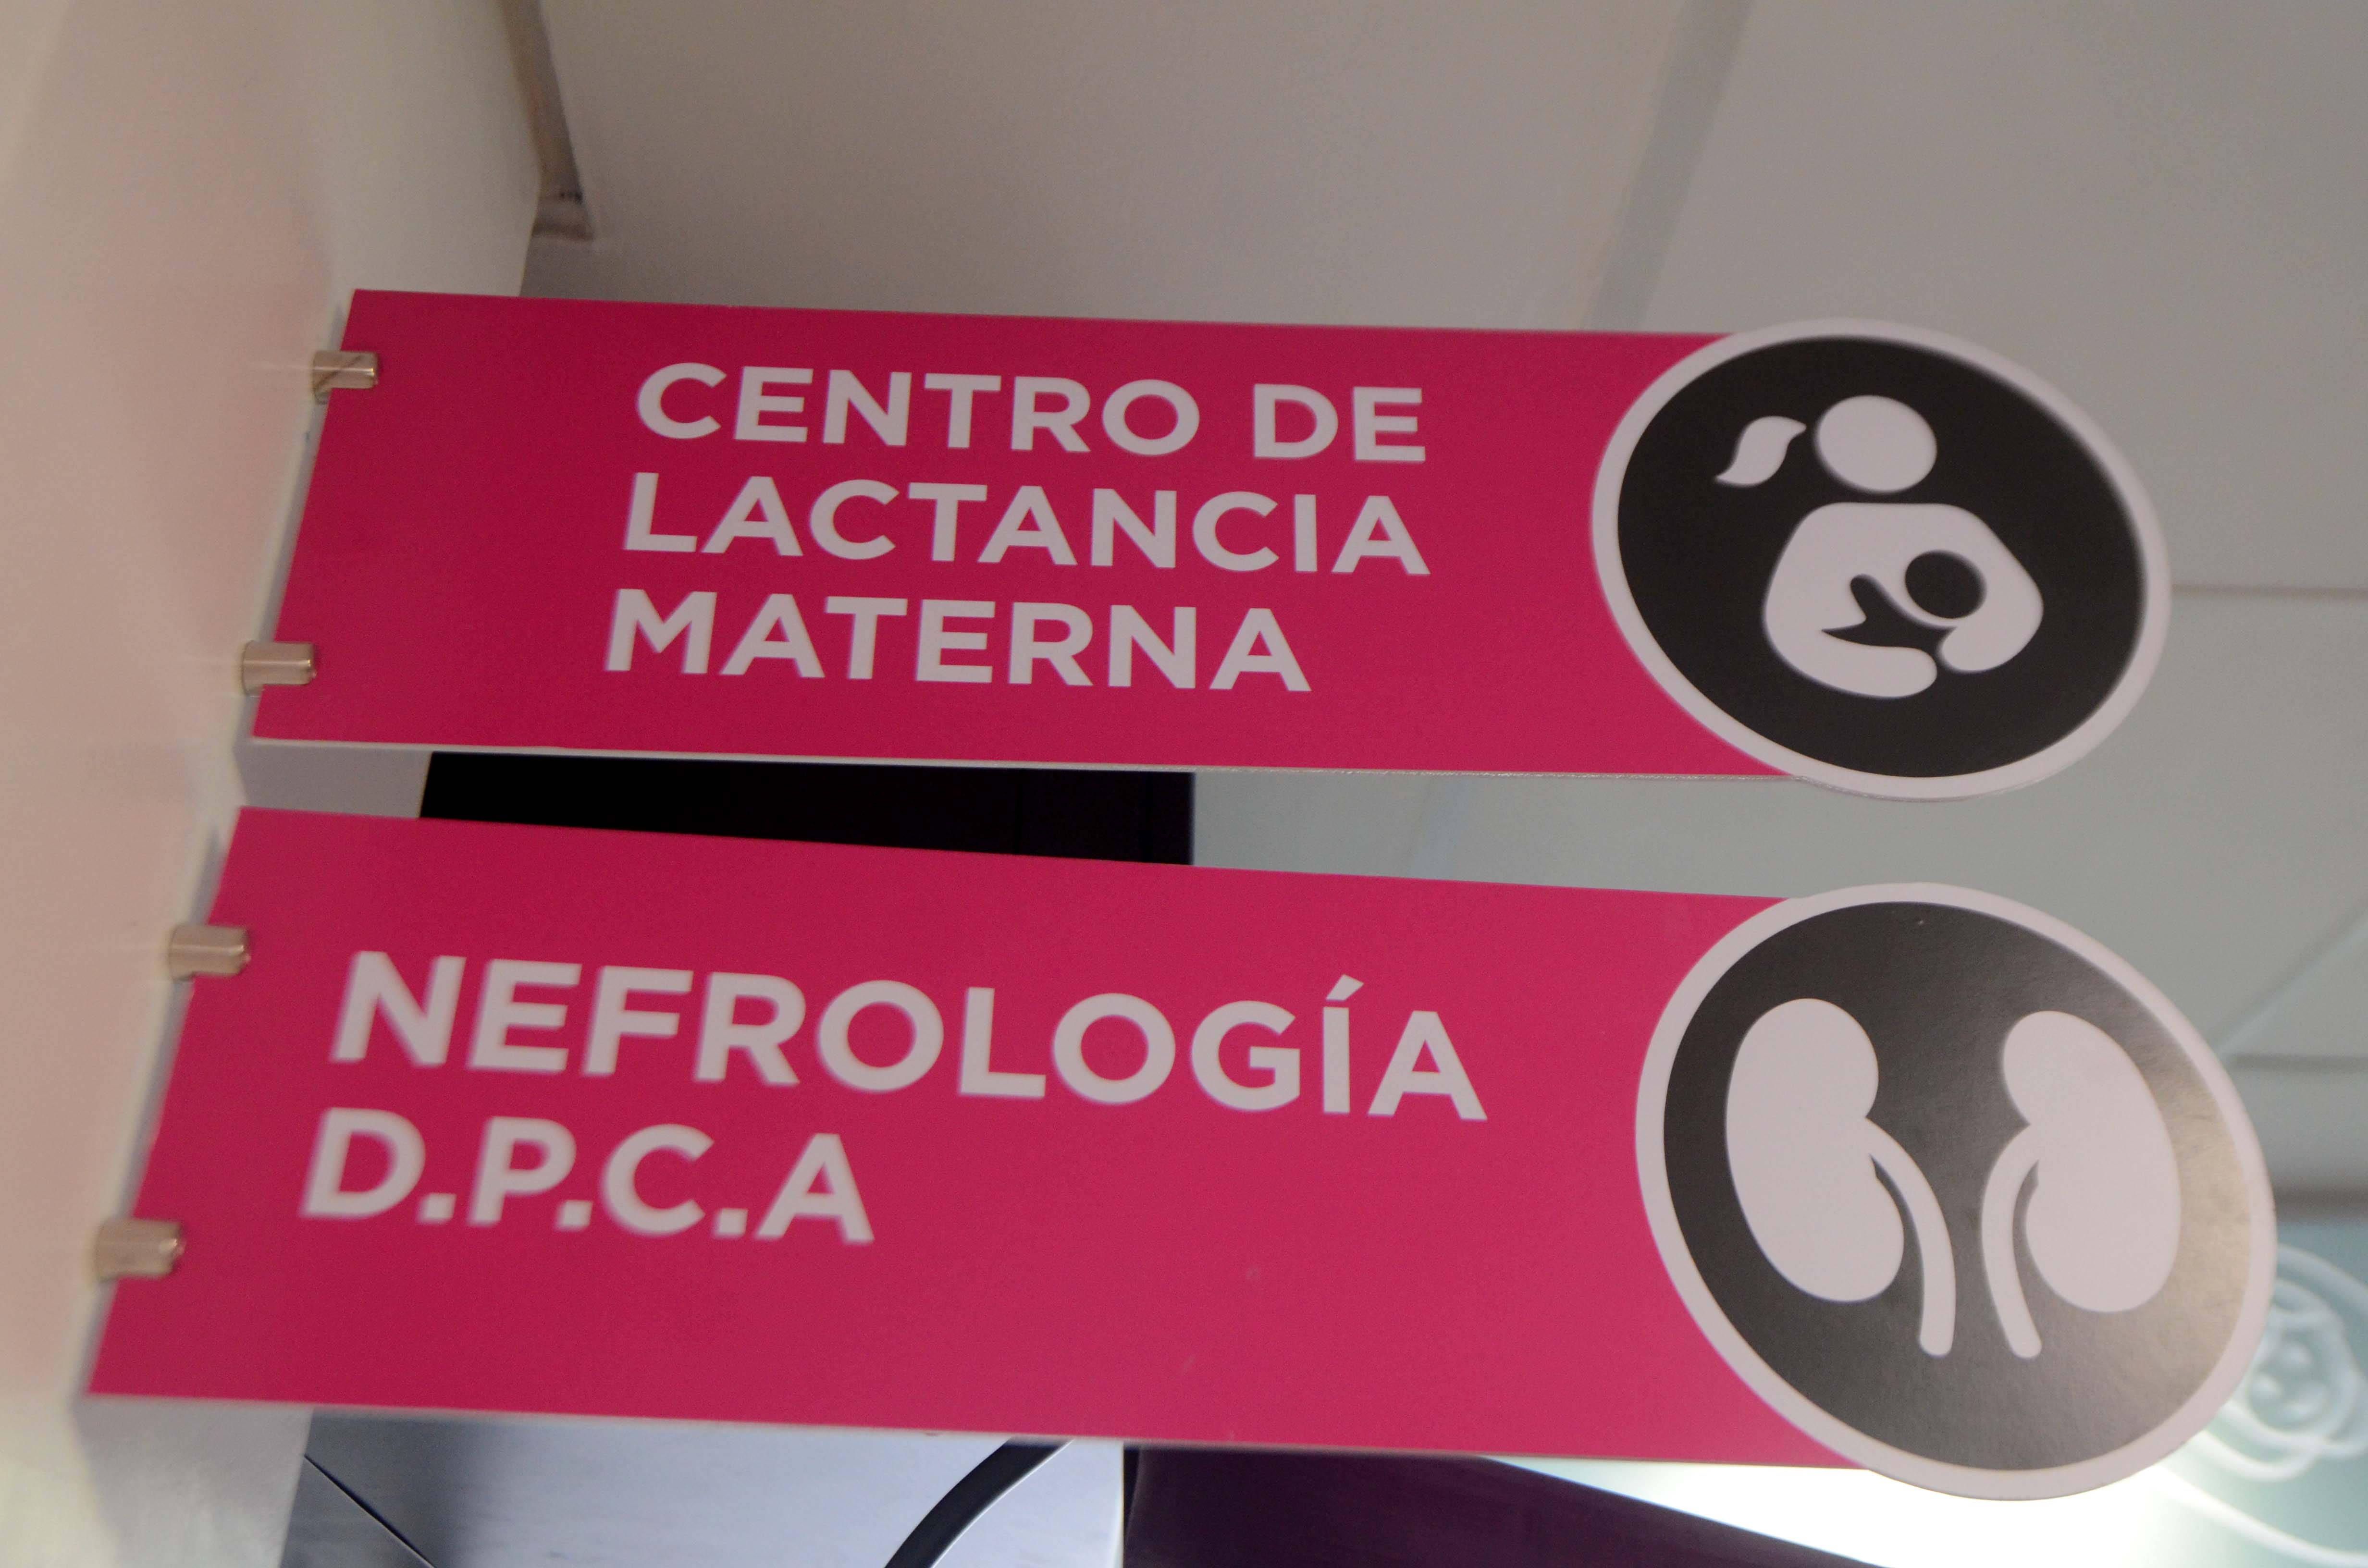 CENTRO DE
LACTANCIA
MATERNA
NEFROLOGÍA
D.P.C.A